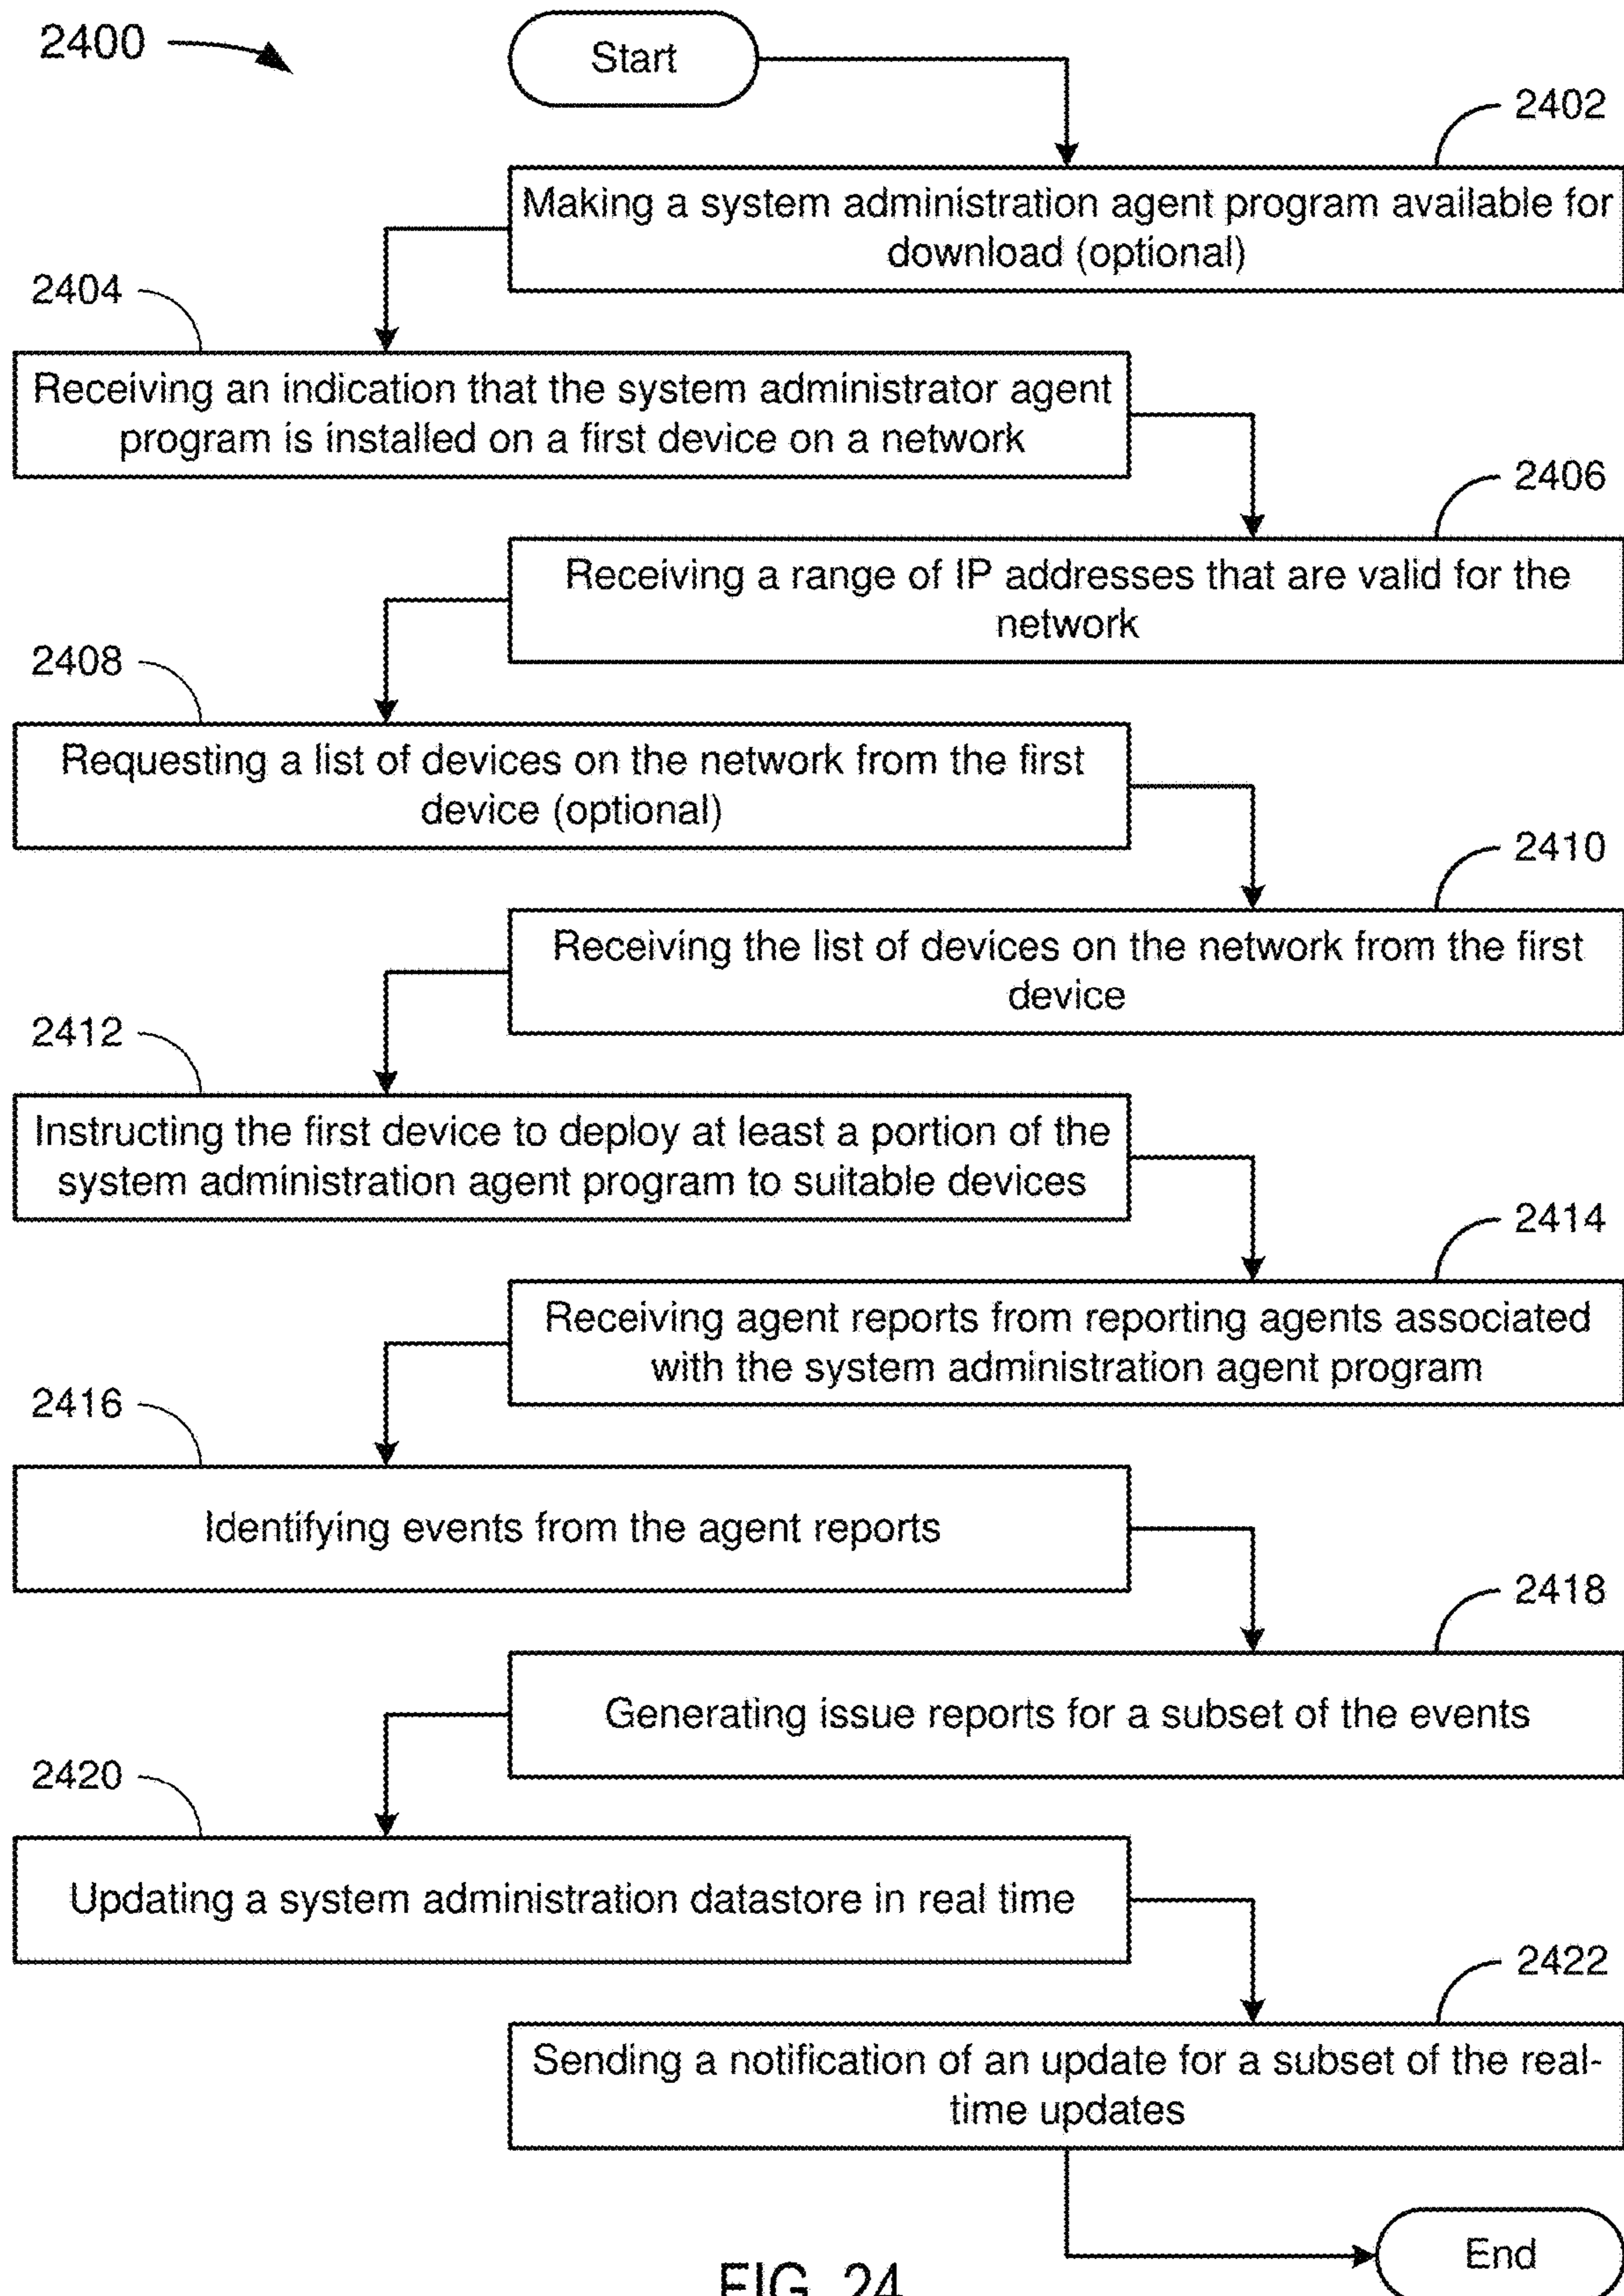 2400
Start
2402
Making a system administration agent program available for
download (optional)
2404
Receiving an indication that the system administrator agent
program is installed on a first device on a network
2406
Receiving a range of IP addresses that are valid for the
network
2408
Requesting a list of devices on the network from the first
device (optional)
2410
Receiving the list of devices on the network from the first
device
2412
Instructing the first device to deploy at least a portion of the
system administration agent program to suitable devices
2414
Receiving agent reports from reporting agents associated
with the system administration agent program
2416
Identifying events from the agent reports
2418
Generating issue reports for a subset of the events
2420
Updating a system administration datastore in real time
2422
Sending a notification of an update for a subset of the real-
time updates
End
FIG. 24